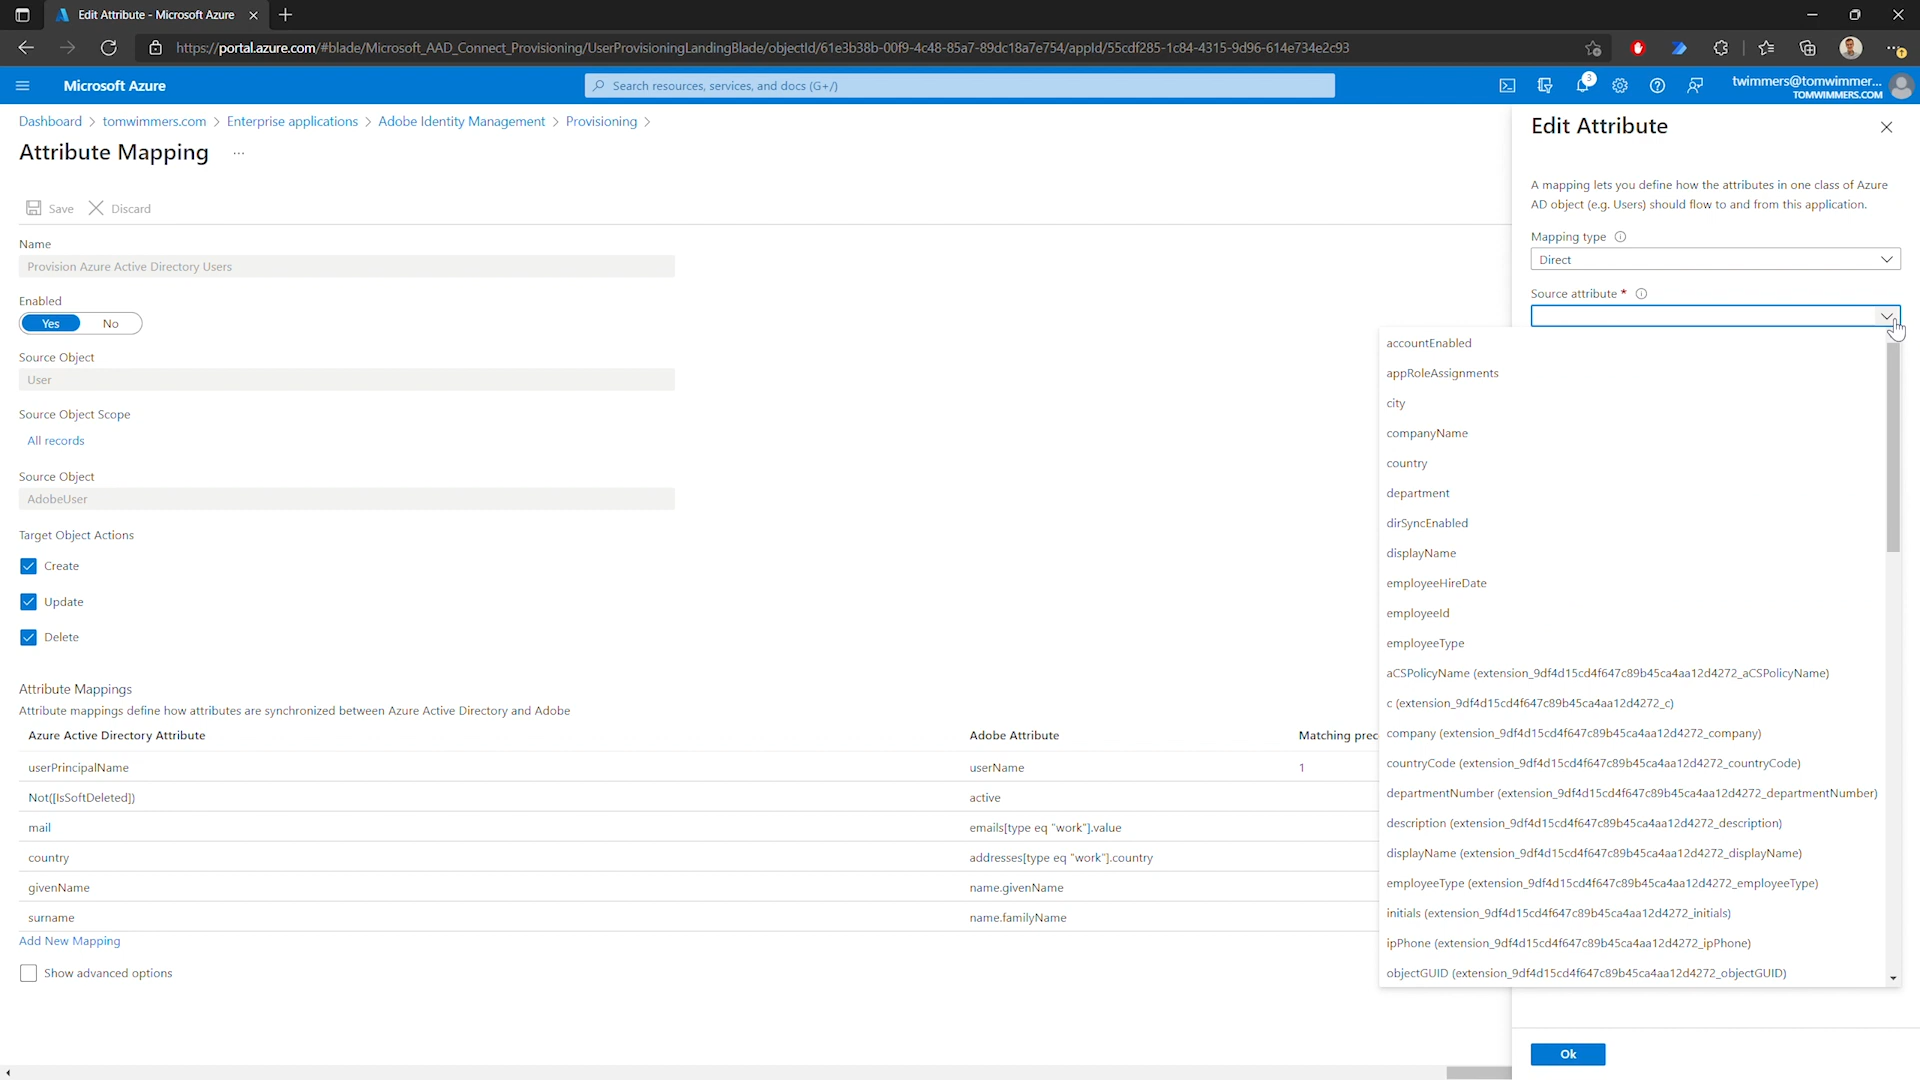 Edit Attribute - Microsoft Azure
https://portal.azure.com/#blade/Microsoft_AAD_Connect_Provisioning/UserProvisioningLandingBlade/objectId/61e3b38b-00f9-4c48-85a7-89dc18a7e754/appId/55cdf285-1c84-4315-9d96-614e734e2c93
Microsoft Azure
Search resources, services, and docs (G+/)
3
twimmers@tomwimmer...
TOMWIMMERS.COM
Dashboard > tomwimmers.com > Enterprise applications > Adobe Identity Management > Provisioning >
Attribute Mapping ...
Save Discard
Name
Provision Azure Active Directory Users
Enabled
Yes No
Source Object
User
Source Object Scope
All records
Source Object
AdobeUser
Target Object Actions
Create
Update
Delete
Attribute Mappings
Attribute mappings define how attributes are synchronized between Azure Active Directory and Adobe
Azure Active Directory Attribute Adobe Attribute Matching prec
userPrincipalName userName 1
Not([IsSoftDeleted]) active
mail emails[type eq "work"].value
country addresses[type eq "work"].country
givenName name.givenName
surname name.familyName
Add New Mapping
Show advanced options
Edit Attribute
A mapping lets you define how the attributes in one class of Azure
AD object (e.g. Users) should flow to and from this application.
Mapping type
Direct
Source attribute *
accountEnabled
appRoleAssignments
city
companyName
country
department
dirSyncEnabled
displayName
employeeHireDate
employeeId
employeeType
aCSPolicyName (extension_9df4d15cd4f647c89b45ca4aa12d4272_aCSPolicyName)
c (extension_9df4d15cd4f647c89b45ca4aa12d4272_c)
company (extension_9df4d15cd4f647c89b45ca4aa12d4272_company)
countryCode (extension_9df4d15cd4f647c89b45ca4aa12d4272_countryCode)
departmentNumber (extension_9df4d15cd4f647c89b45ca4aa12d4272_departmentNumber)
description (extension_9df4d15cd4f647c89b45ca4aa12d4272_description)
displayName (extension_9df4d15cd4f647c89b45ca4aa12d4272_displayName)
employeeType (extension_9df4d15cd4f647c89b45ca4aa12d4272_employeeType)
initials (extension_9df4d15cd4f647c89b45ca4aa12d4272_initials)
ipPhone (extension_9df4d15cd4f647c89b45ca4aa12d4272_ipPhone)
objectGUID (extension_9df4d15cd4f647c89b45ca4aa12d4272_objectGUID)
Ok